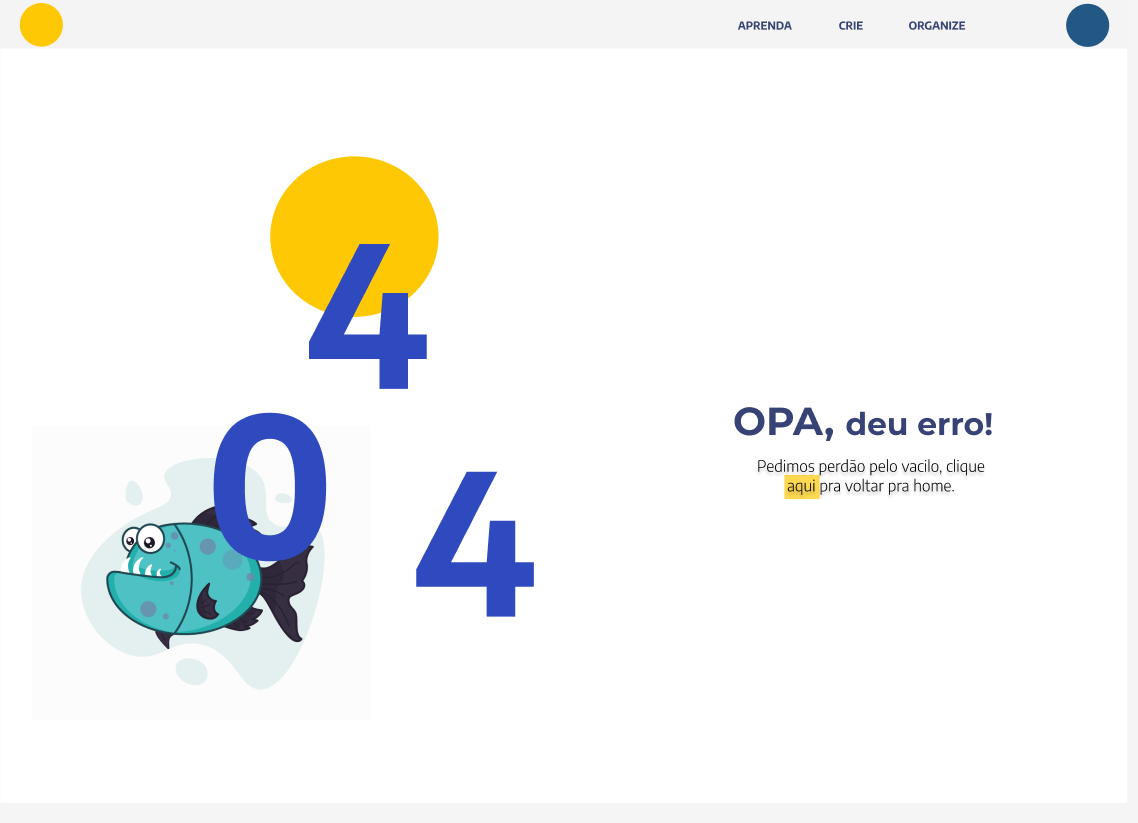 APRENDA CRIE ORGANIZE
4
0
4
OPA, deu erro!
Pedimos perdão pelo vacilo, clique
aqui pra voltar pra home.